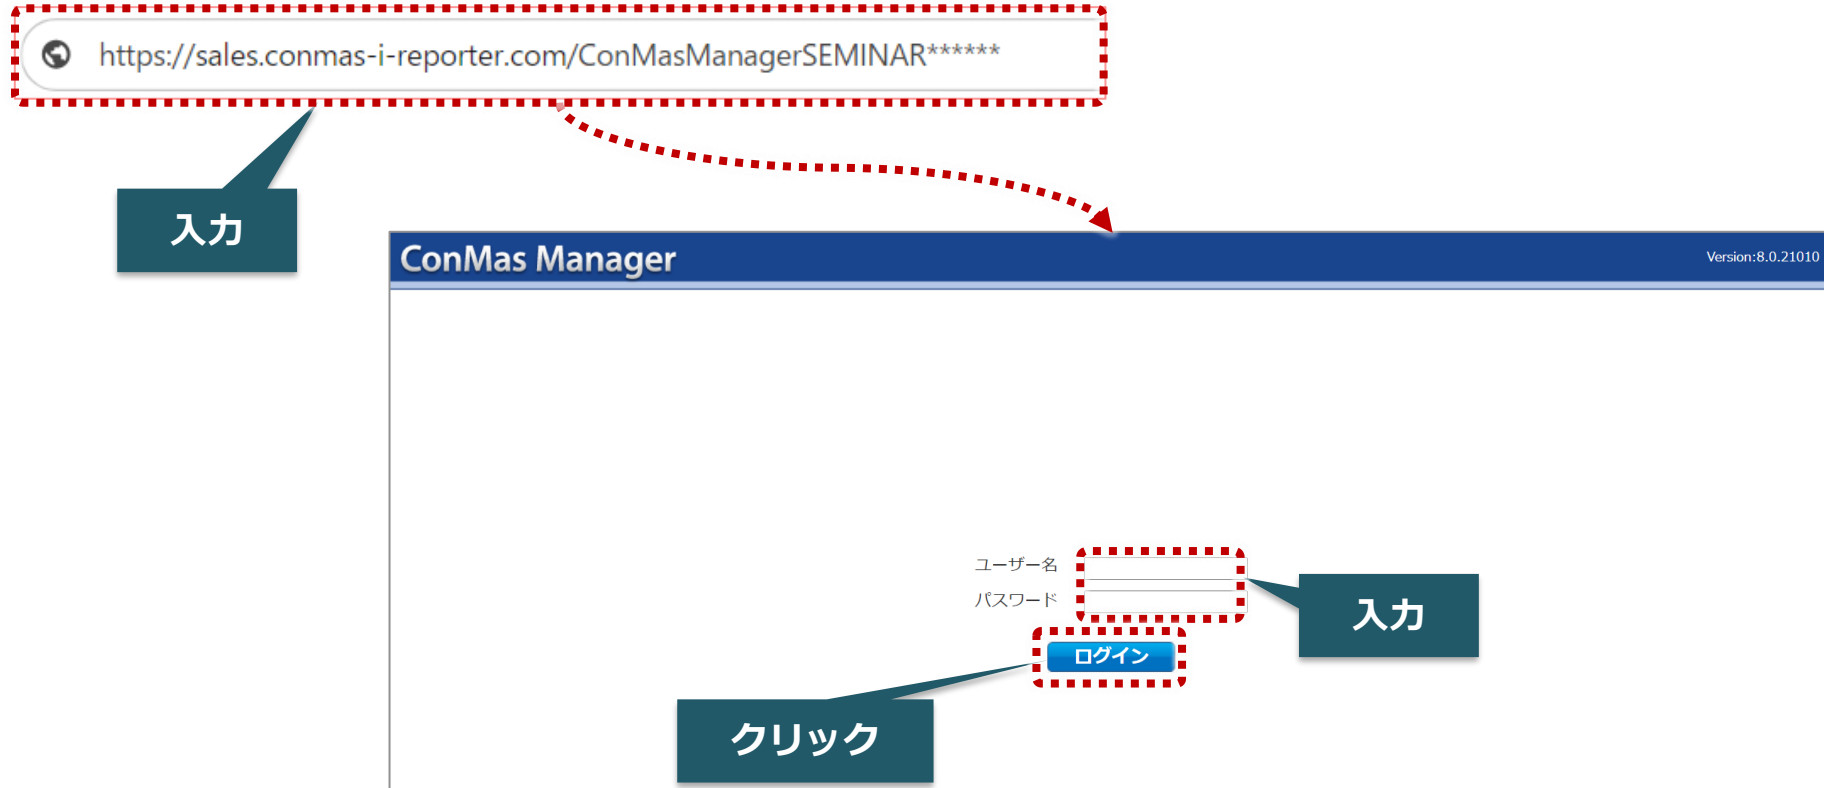 https://sales.conmas-i-reporter.com/ConMasManagerSEMINAR******
入力
ConMas Manager
Version:8.0.21010
ユーザー名
パスワード
入力
ログイン
クリック